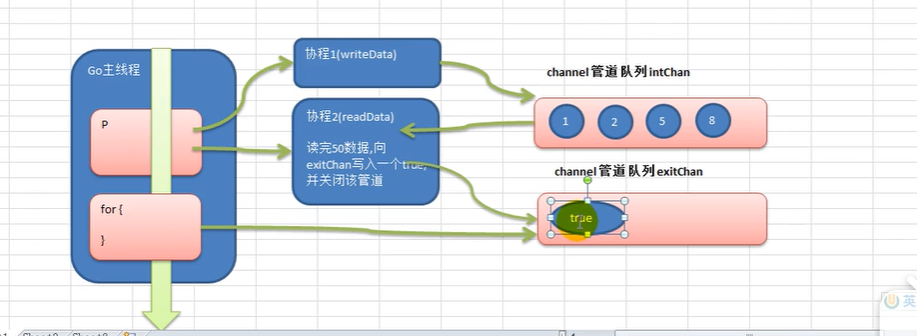 Go主线程
P
for {
}
协程1(writeData)
协程2(readData)
读完50数据,向
exitChan写入一个true,
并关闭该管道
channel 管道队列 intChan
1 2 5 8
channel 管道队列 exitChan
true
英